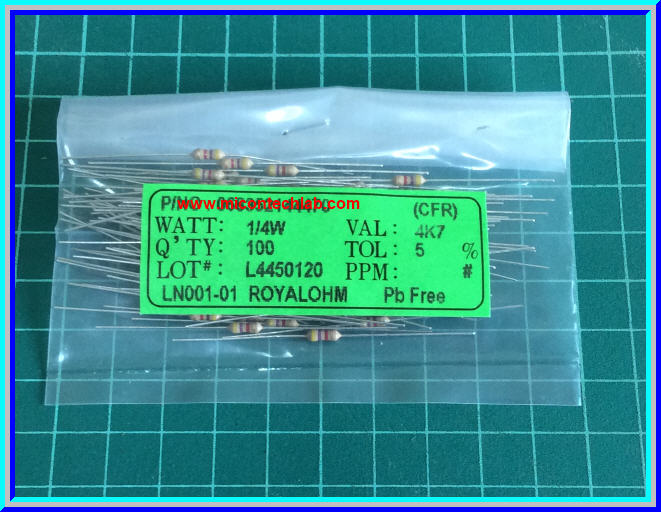 P/N (CFR)
WATT: 1/4W VAL: 4K7
Q'TY: 100 TOL: 5 %
LOT#: L4450120 PPM: #
LN001-01 ROYALOHM Pb Free